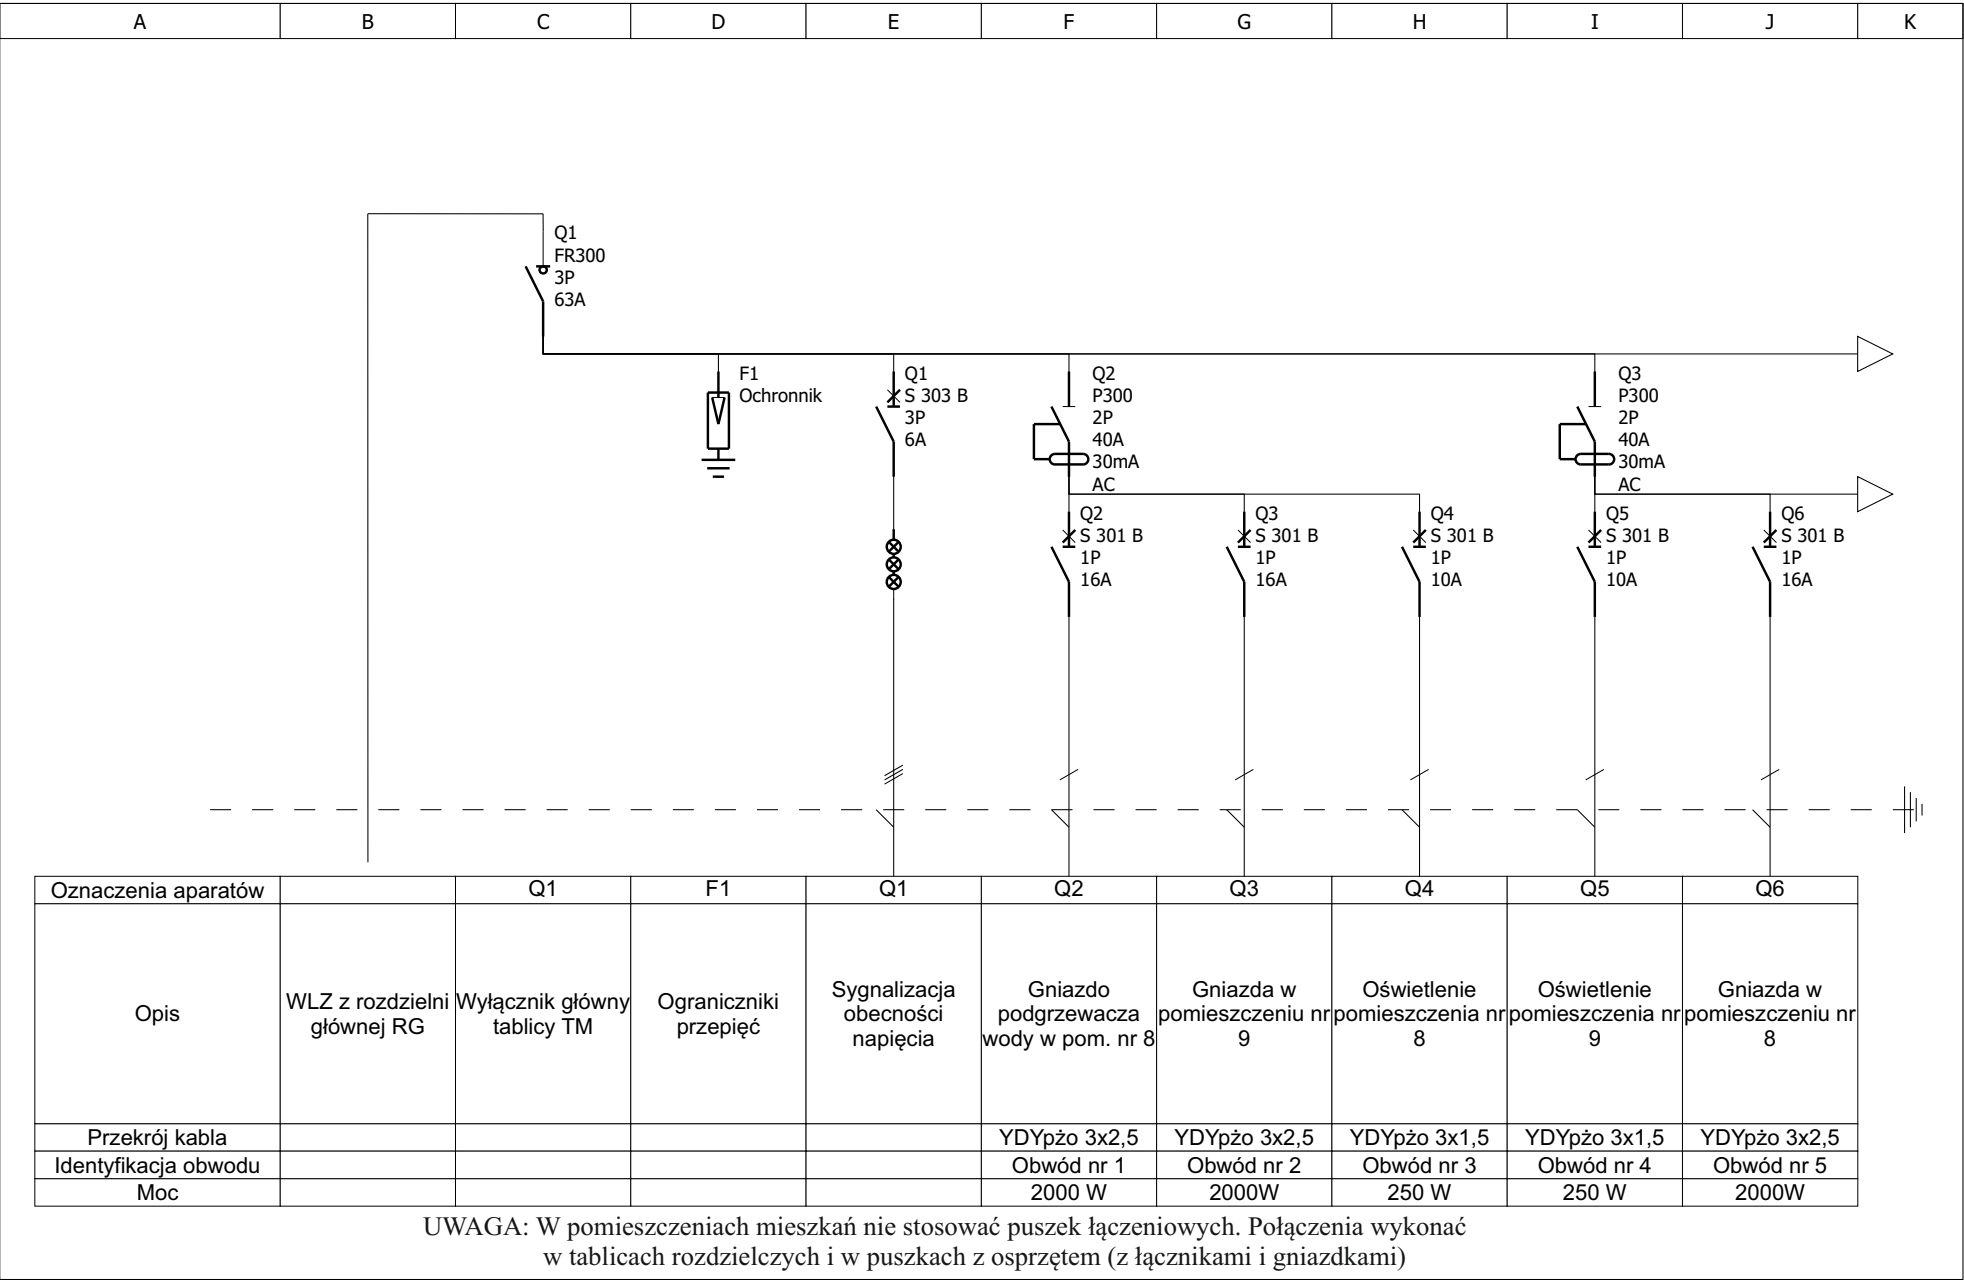 A B C D E F G H I J K
Q1
FR300
3P
63A
F1
Ochronnik
Q1
S 303 B
3P
6A
Q2
P300
2P
40A
30mA
AC
Q3
P300
2P
40A
30mA
AC
Q2
S 301 B
1P
16A
Q3
S 301 B
1P
16A
Q4
S 301 B
1P
10A
Q5
S 301 B
1P
10A
Q6
S 301 B
1P
16A
Oznaczenia aparatów Q1 F1 Q1 Q2 Q3 Q4 Q5 Q6
Opis
WLZ z rozdzielni
głównej RG
Wyłącznik główny
tablicy TM
Ograniczniki
przepięć
Sygnalizacja
obecności
napięcia
Gniazdo
podgrzewacza
wody w pom. nr 8
Gniazda w
pomieszczeniu nr
9
Oświetlenie
pomieszczenia nr
8
Oświetlenie
pomieszczenia nr
9
Gniazda w
pomieszczeniu nr
8
Przekrój kabla YDYpżo 3x2,5 YDYpżo 3x2,5 YDYpżo 3x1,5 YDYpżo 3x1,5 YDYpżo 3x2,5
Identyfikacja obwodu Obwód nr 1 Obwód nr 2 Obwód nr 3 Obwód nr 4 Obwód nr 5
Moc 2000 W 2000W 250 W 250 W 2000W
UWAGA: W pomieszczeniach mieszkań nie stosować puszek łączeniowych. Połączenia wykonać
w tablicach rozdzielczych i w puszkach z osprzętem (z łącznikami i gniazdkami)